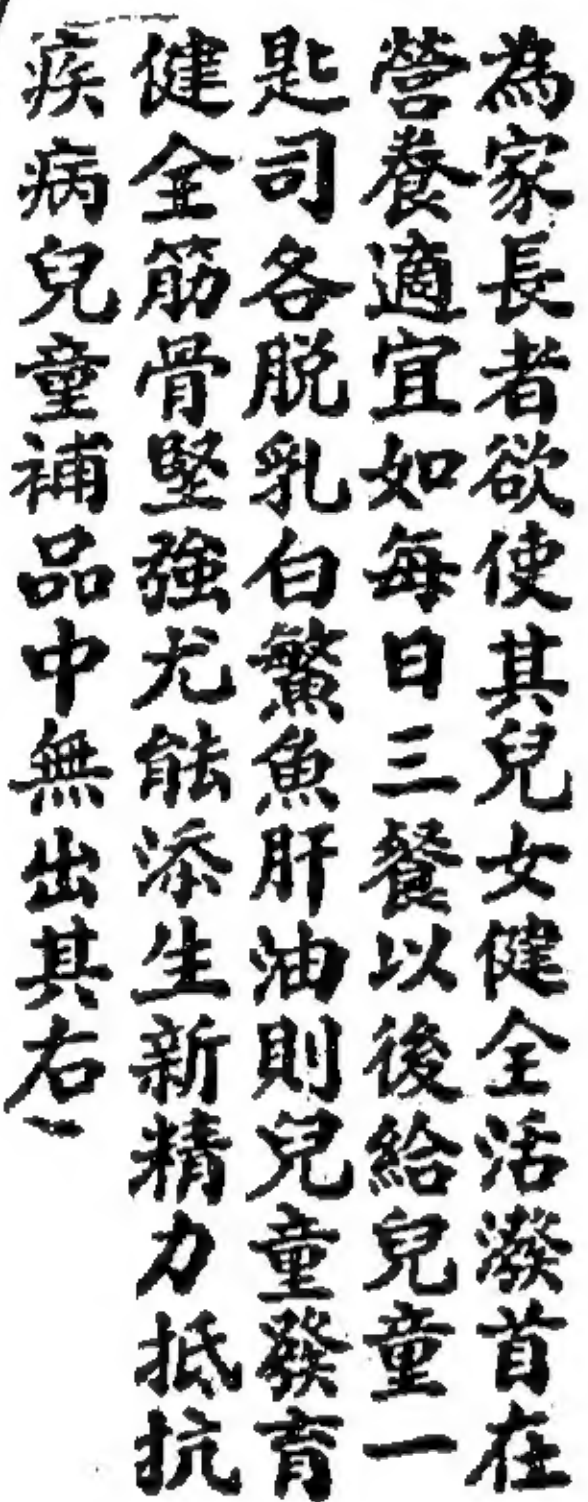 為家長者欲使其兒女健全活潑首在
營養適宜如每日三餐以後給兒童一
匙司各脫乳白鰵魚肝油則兒童發育
健全筋骨堅強尤能添生新精力抵抗
疾病兒童補品中無出其右